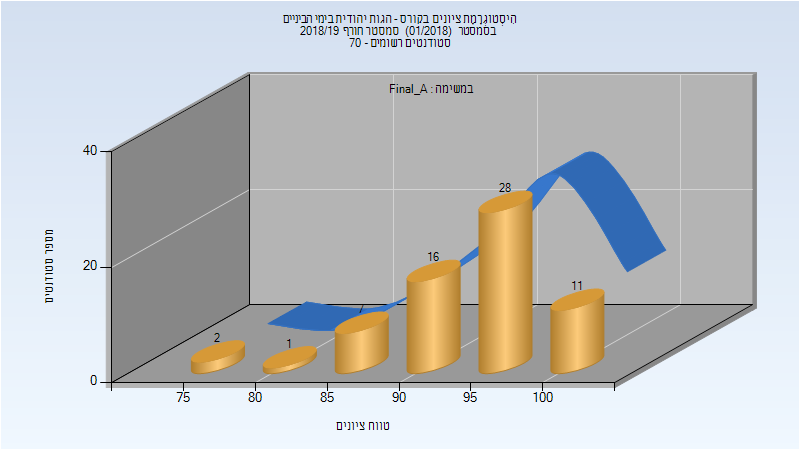 היסטוגרמת ציונים בקורס - הגות יהודית בימי הביניים
בסמסטר (01/2018) סמסטר חורף 2018/19
סטודנטים רשומים - 70
במשימה : Final_A
מספר סטודנטים
40
20
0
2
1
7
16
28
11
75
80
85
90
95
100
טווח ציונים